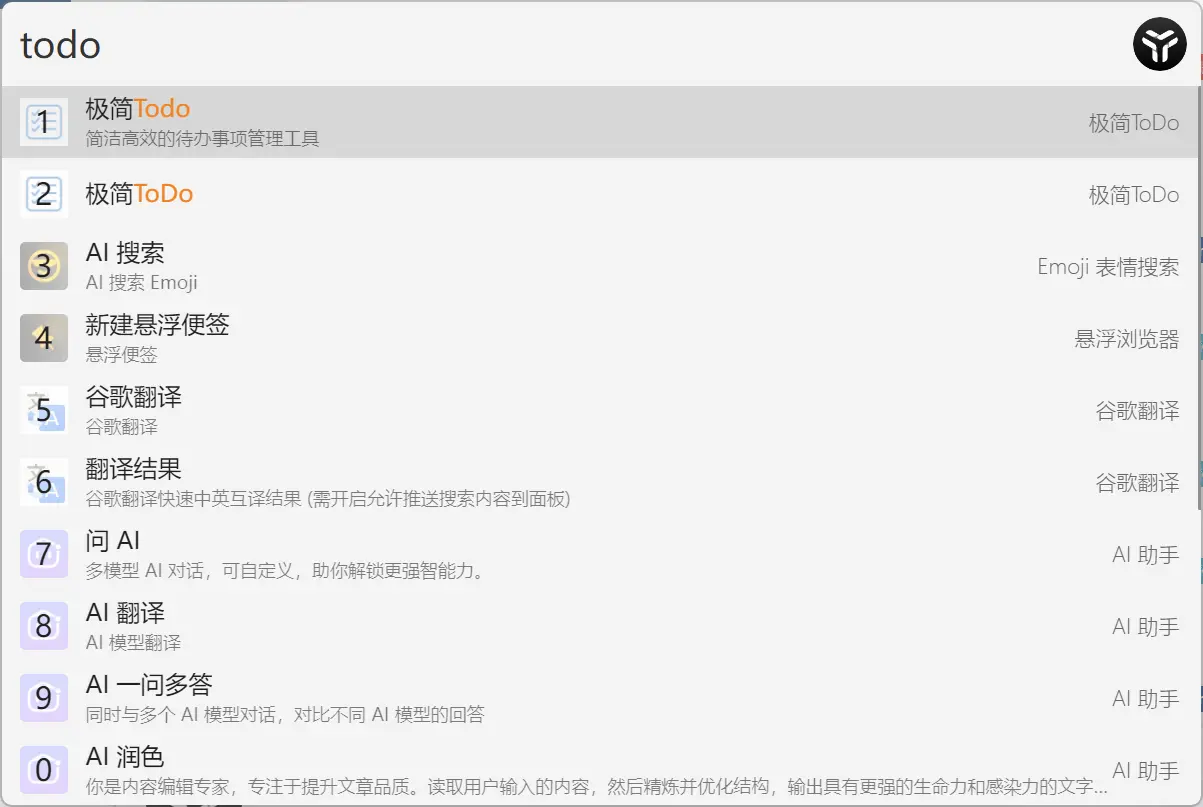 todo
1
极简Todo
简洁高效的待办事项管理工具
极简ToDo
2
极简ToDo
极简ToDo
3
AI 搜索
AI 搜索 Emoji
Emoji 表情搜索
4
新建悬浮便签
悬浮便签
悬浮浏览器
5
谷歌翻译
谷歌翻译
谷歌翻译
6
翻译结果
谷歌翻译快速中英互译结果 (需开启允许推送搜索内容到面板)
谷歌翻译
7
问 AI
多模型 AI 对话，可自定义，助你解锁更强智能力。
AI 助手
8
AI 翻译
AI 模型翻译
AI 助手
9
AI 一问多答
同时与多个 AI 模型对话，对比不同 AI 模型的回答
AI 助手
0
AI 润色
你是内容编辑专家，专注于提升文章品质。读取用户输入的内容，然后精炼并优化结构，输出具有更强的生命力和感染力的文字...
AI 助手